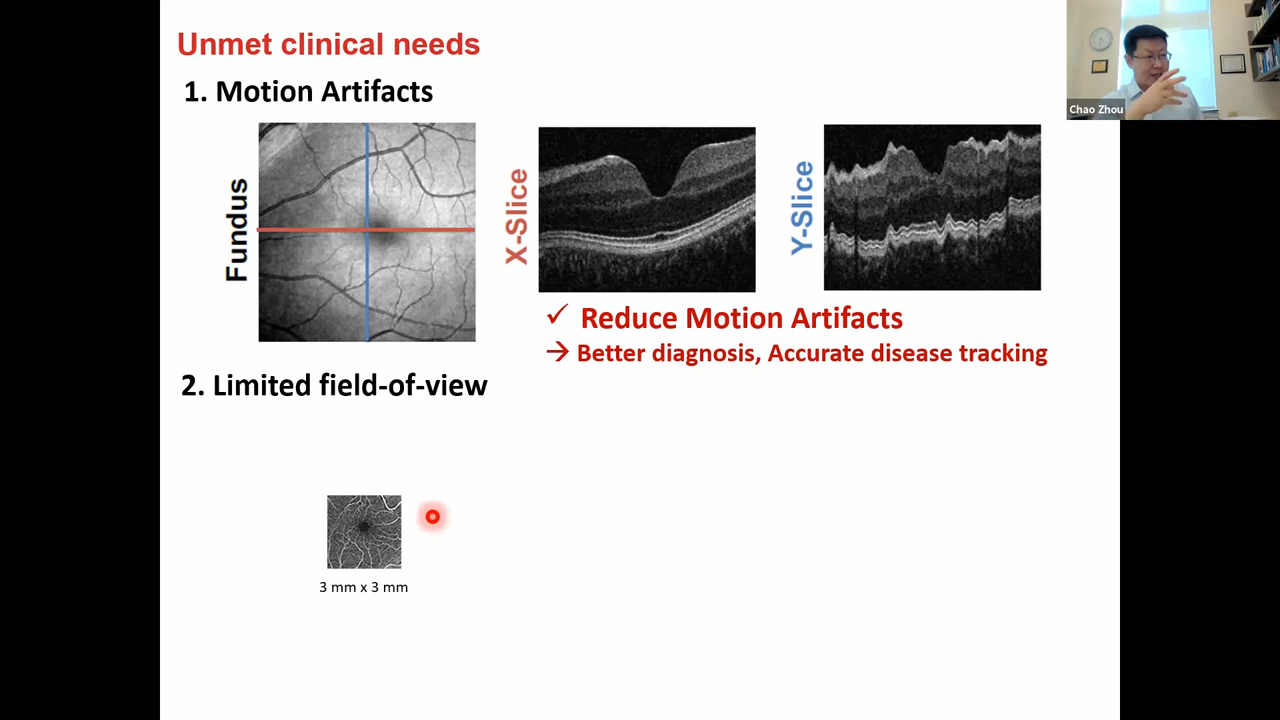 Unmet clinical needs
1. Motion Artifacts
Chao Zhou
Fundus
X-Slice
Y-Slice
✓ Reduce Motion Artifacts
→ Better diagnosis, Accurate disease tracking
2. Limited field-of-view
3 mm x 3 mm